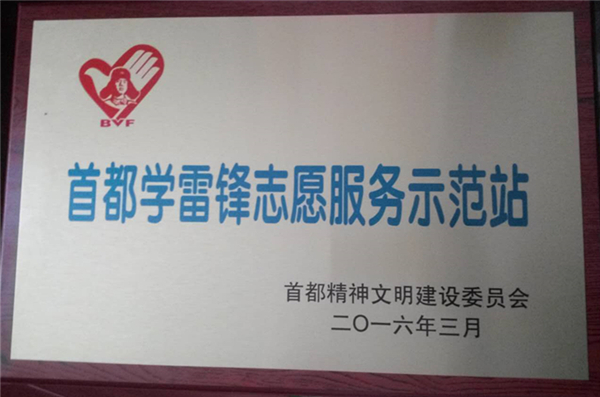 BVF
首都学雷锋志愿服务示范站
首都精神文明建设委员会
二〇一六年三月